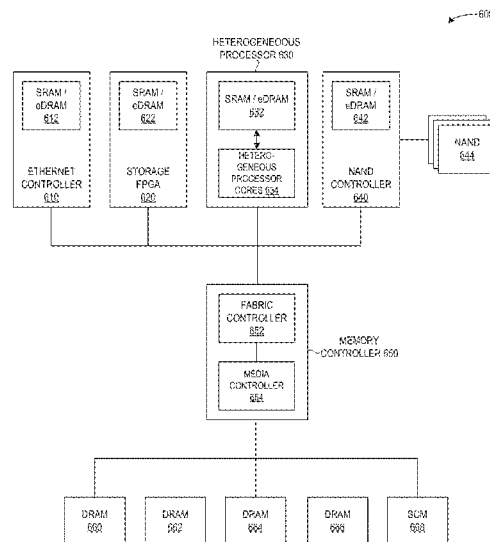 HETEROGENEOUS
PROCESSOR 630
SRAM /
eDRAM
612
ETHERNET
CONTROLLER
610
SRAM /
eDRAM
622
STORAGE
FPGA
620
SRAM / eDRAM
632
HETERO-
GENEOUS
PROCESSOR
CORES 634
SRAM /
eDRAM
642
NAND
CONTROLLER
640
NAND
644
FABRIC
CONTROLLER
652
MEDIA
CONTROLLER
654
MEMORY
CONTROLLER 650
DRAM
660
DRAM
662
DRAM
664
DRAM
666
SCM
668